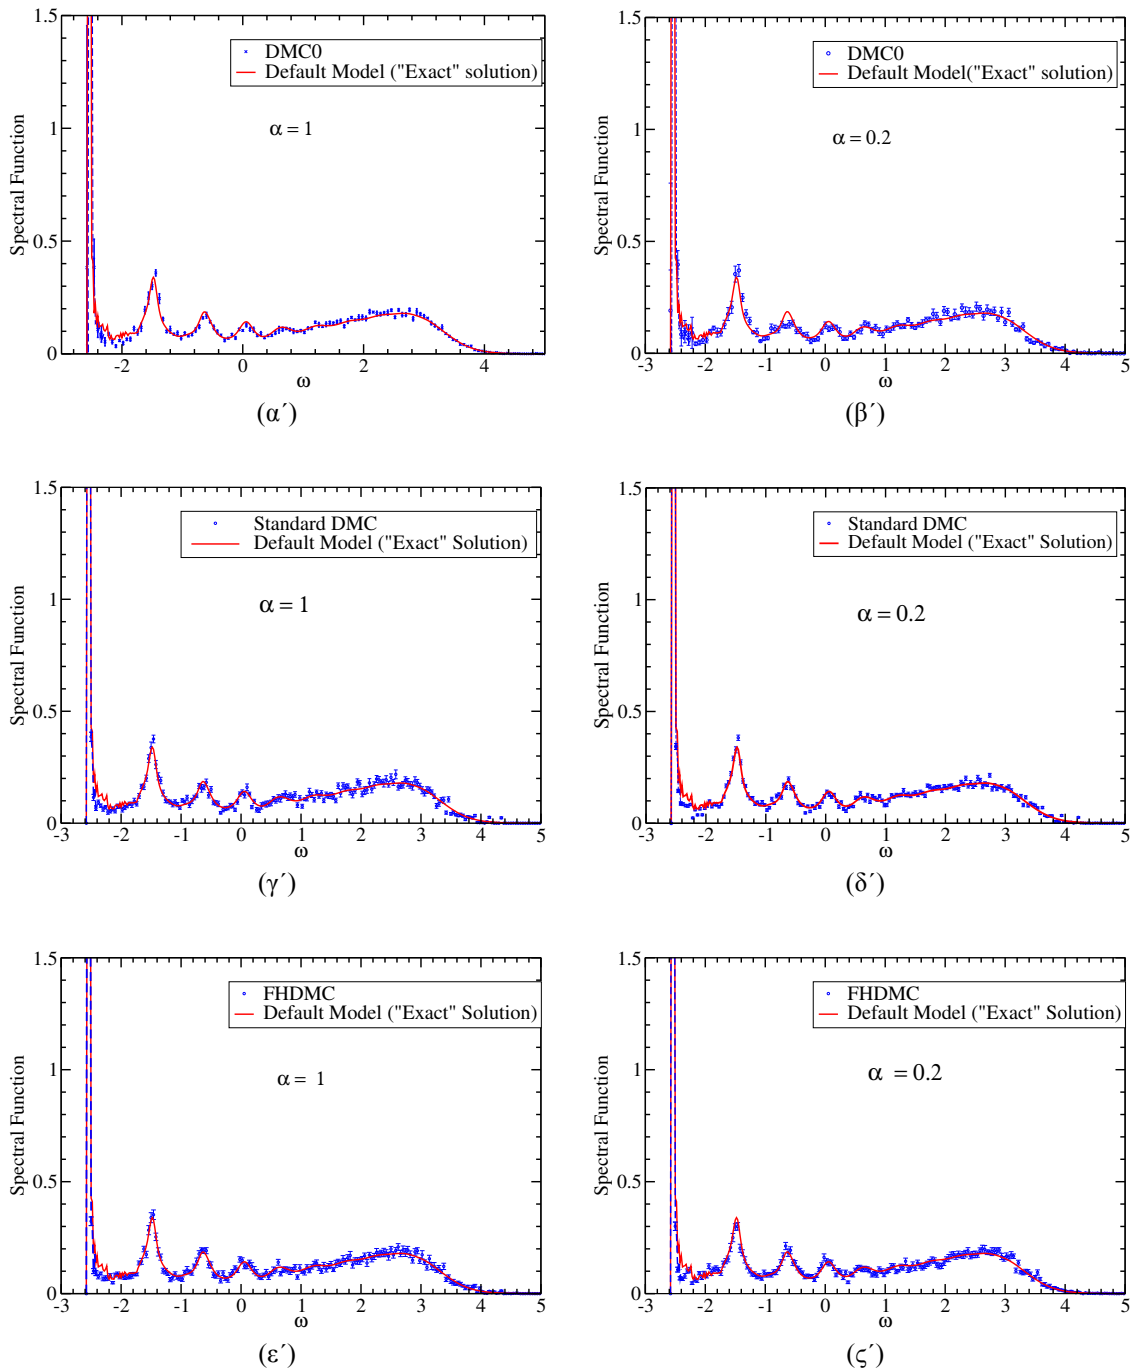 1.5
1
0.5
0
Spectral Function
DMC0
Default Model ("Exact" solution)
α = 1
-2 0 2 4
ω
(α´)
1.5
1
0.5
0
Spectral Function
DMC0
Default Model("Exact" solution)
α = 0.2
-3 -2 -1 0 1 2 3 4 5
ω
(β´)
1.5
1
0.5
0
Spectral Function
Standard DMC
Default Model ("Exact" Solution)
α = 1
-3 -2 -1 0 1 2 3 4 5
ω
(γ´)
1.5
1
0.5
0
Spectral Function
Standard DMC
Default Model ("Exact" Solution)
α = 0.2
-3 -2 -1 0 1 2 3 4 5
ω
(δ´)
1.5
1
0.5
0
Spectral Function
FHDMC
Default Model ("Exact" Solution)
α = 1
-3 -2 -1 0 1 2 3 4 5
ω
(ε´)
1.5
1
0.5
0
Spectral Function
FHDMC
Default Model ("Exact" Solution)
α = 0.2
-3 -2 -1 0 1 2 3 4 5
ω
(ϛ´)